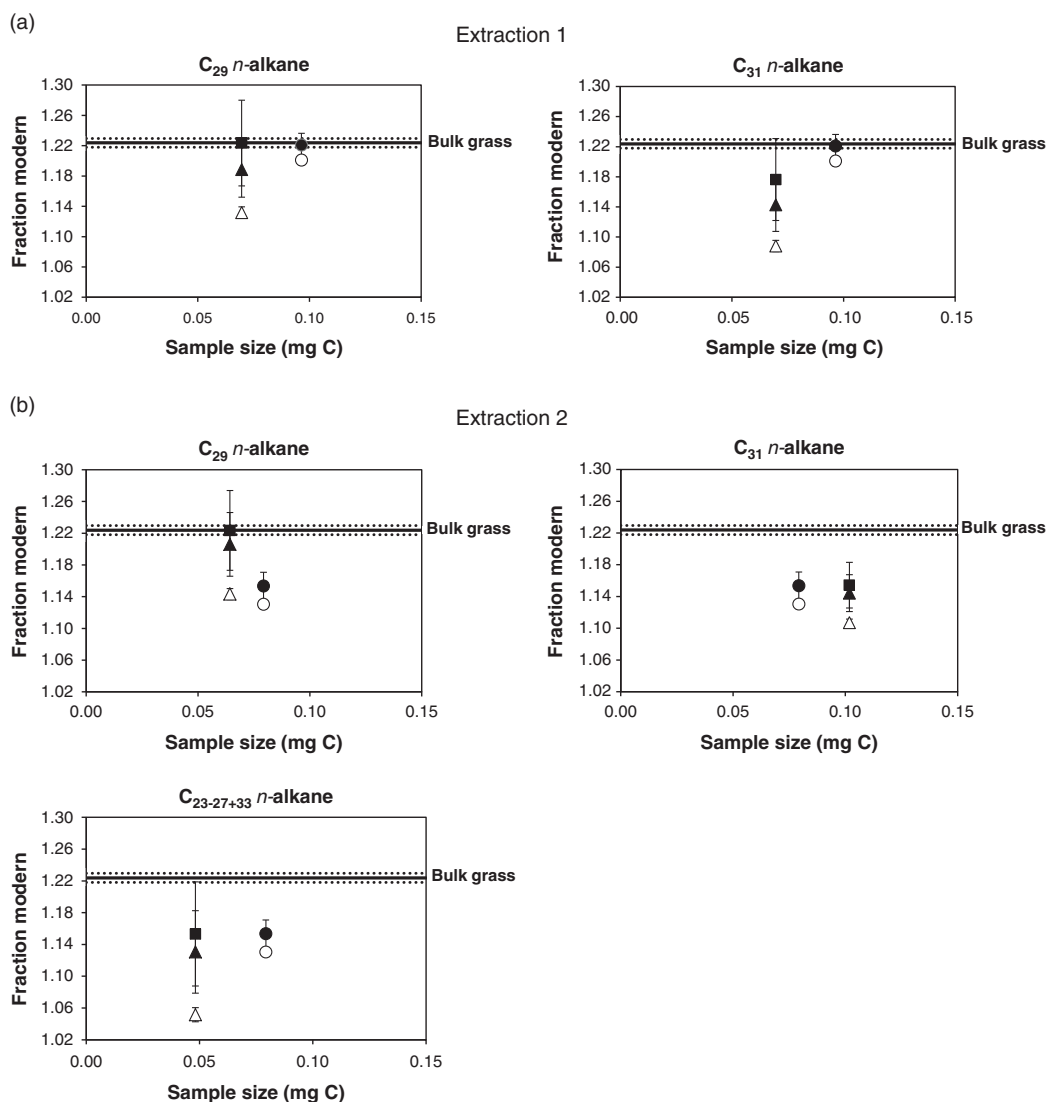 (a)
Extraction 1
C29 n-alkane
C31 n-alkane
1.30
1.26
1.22
1.18
1.14
1.10
1.06
1.02
Fraction modern
Bulk grass
0.00 0.05 0.10 0.15
Sample size (mg C)
1.30
1.26
1.22
1.18
1.14
1.10
1.06
1.02
Fraction modern
Bulk grass
0.00 0.05 0.10 0.15
Sample size (mg C)
(b)
Extraction 2
C29 n-alkane
C31 n-alkane
1.30
1.26
1.22
1.18
1.14
1.10
1.06
1.02
Fraction modern
Bulk grass
0.00 0.05 0.10 0.15
Sample size (mg C)
1.30
1.26
1.22
1.18
1.14
1.10
1.06
1.02
Fraction modern
Bulk grass
0.00 0.05 0.10 0.15
Sample size (mg C)
C23-27+33 n-alkane
1.30
1.26
1.22
1.18
1.14
1.10
1.06
1.02
Fraction modern
Bulk grass
0.00 0.05 0.10 0.15
Sample size (mg C)